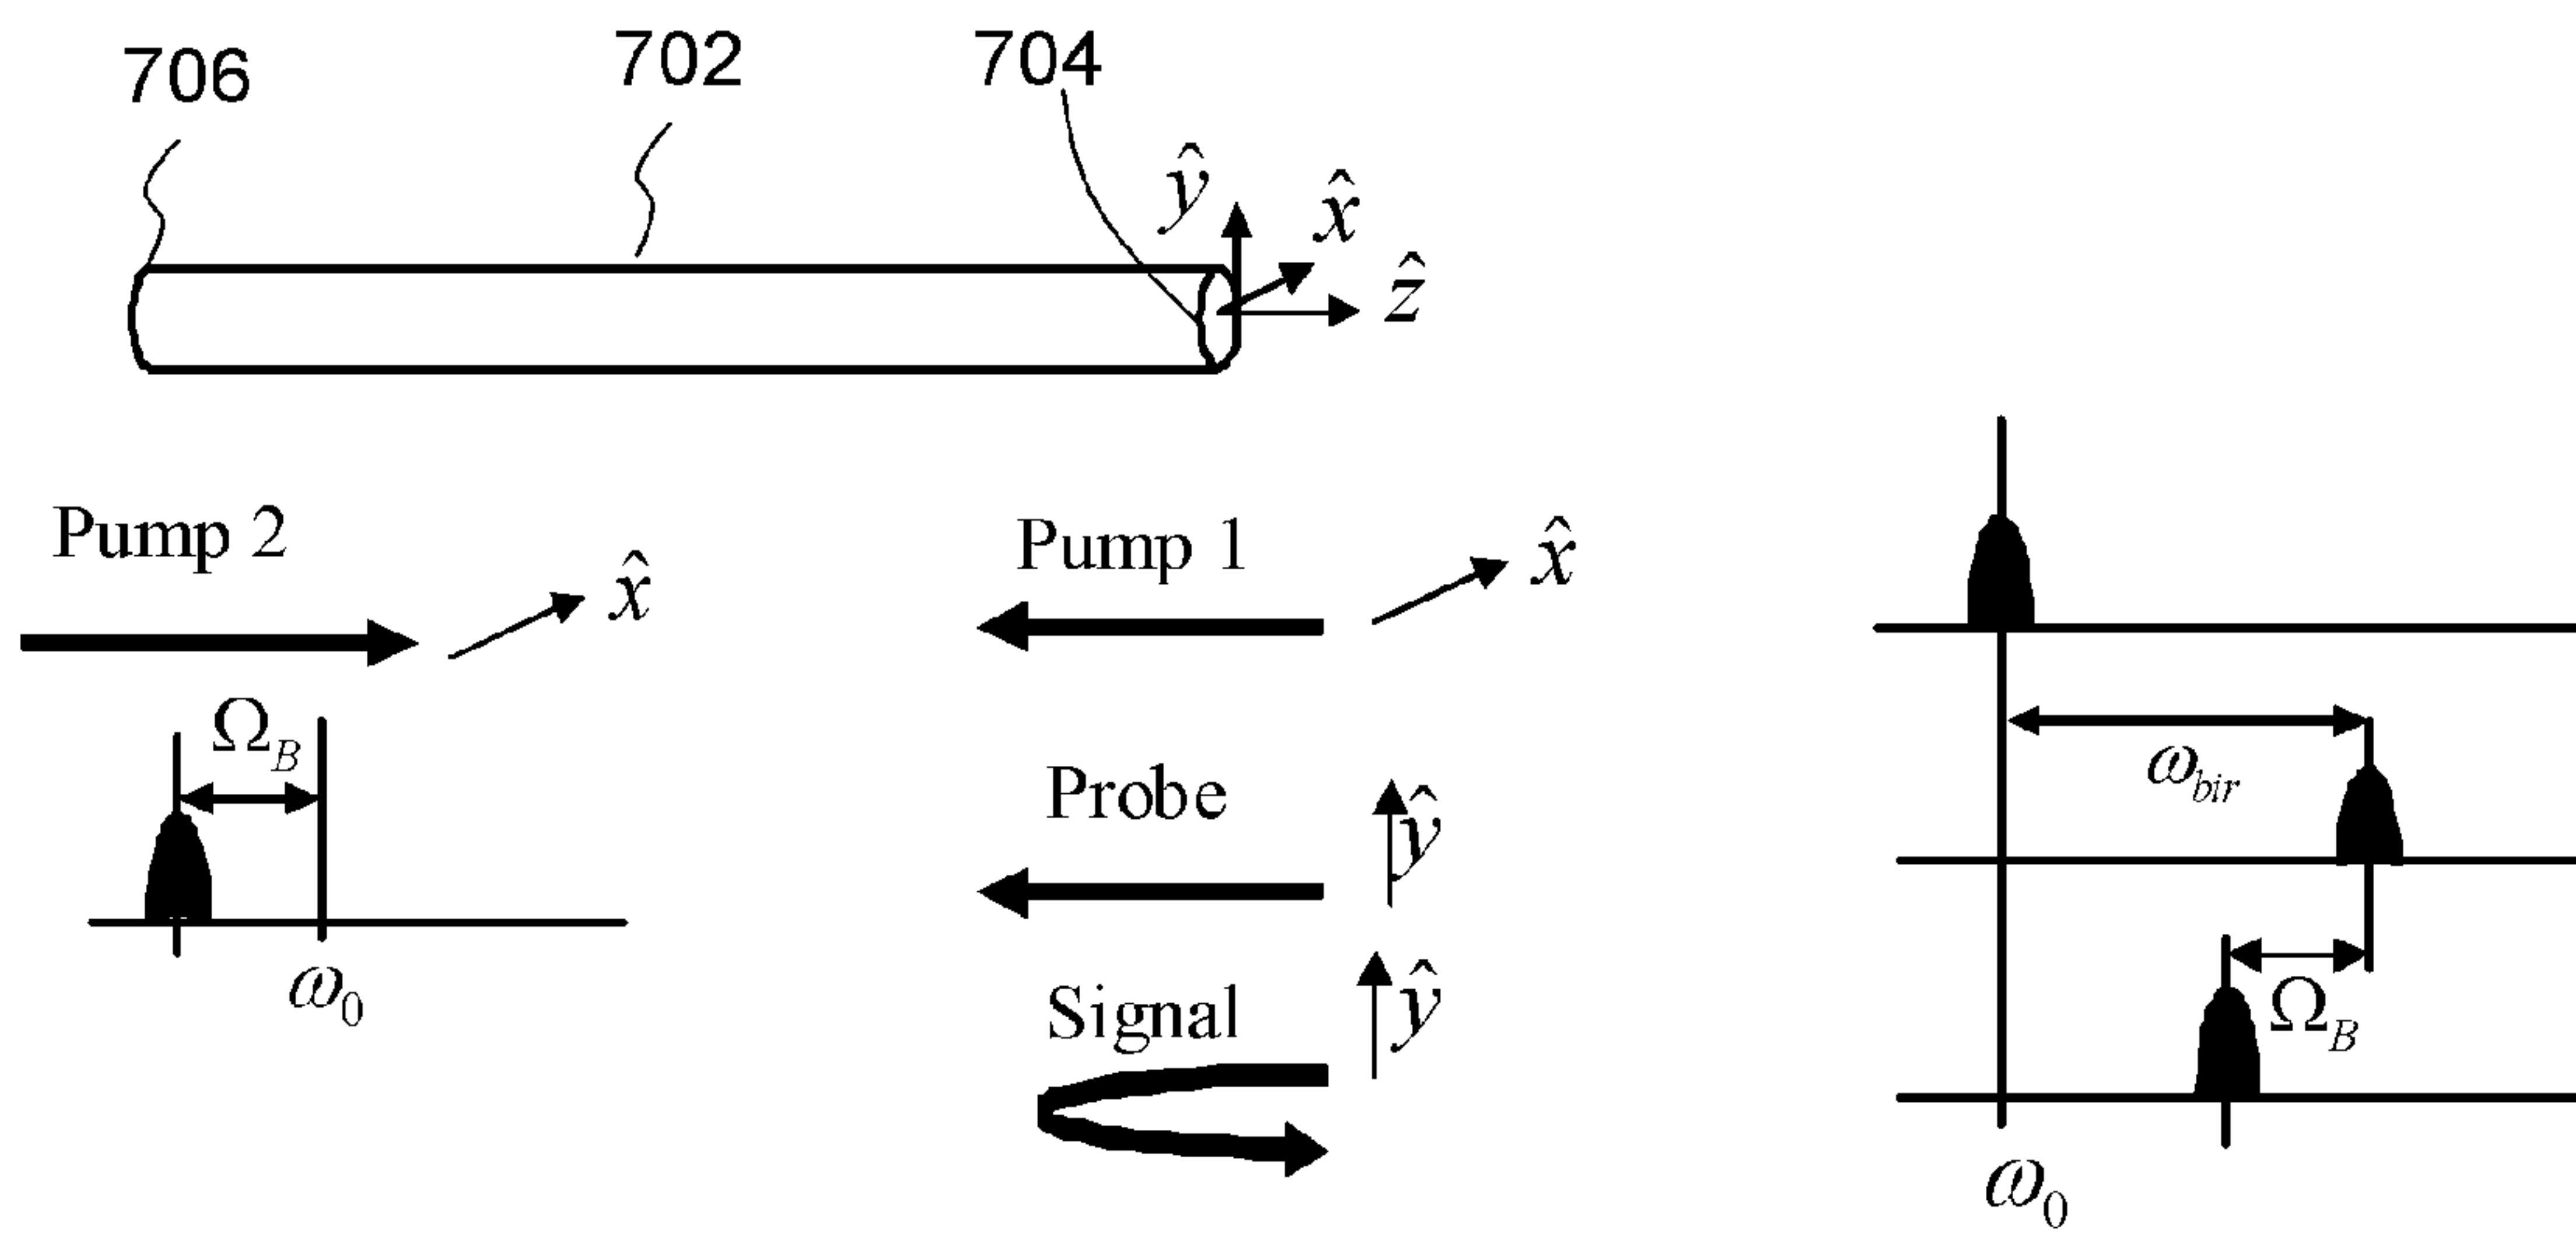 706
702
704
ŷ
x̂
ẑ
Pump 2
x̂
Ω_B
ω_0
Pump 1
x̂
Probe
ŷ
Signal
ŷ
ω_bir
Ω_B
ω_0